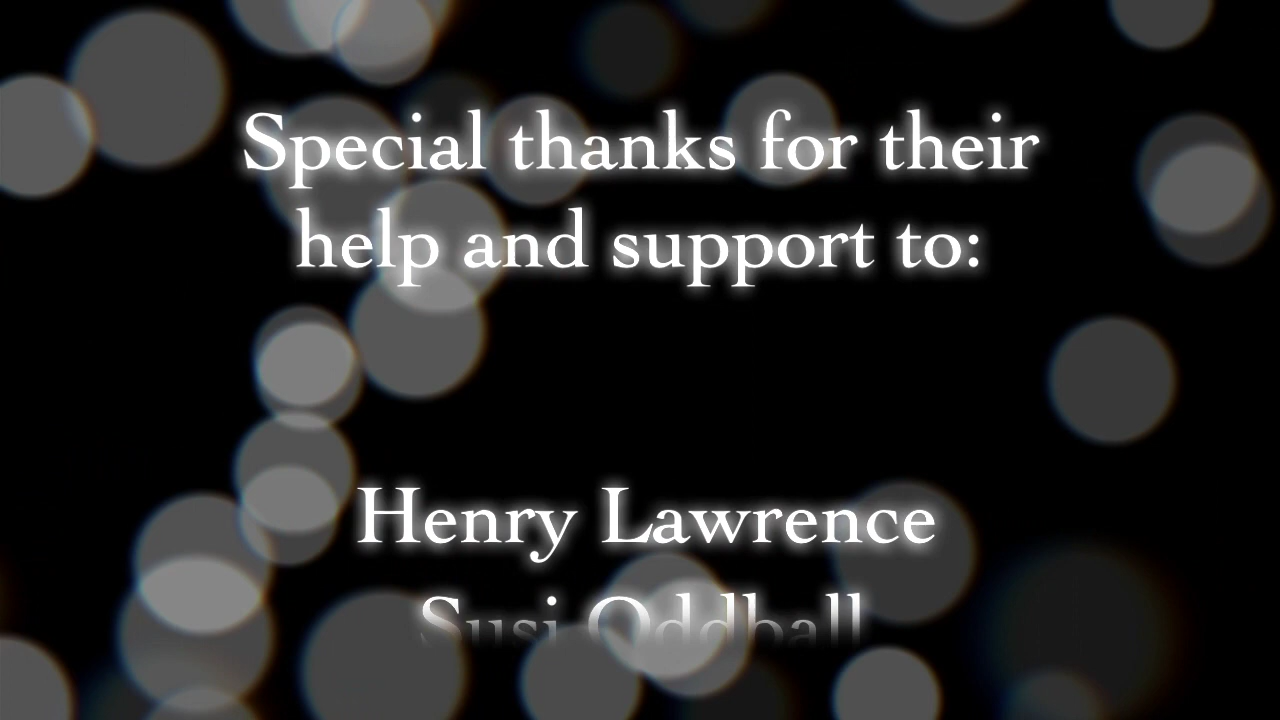 Special thanks for their
help and support to:
Henry Lawrence
Susi Oddball